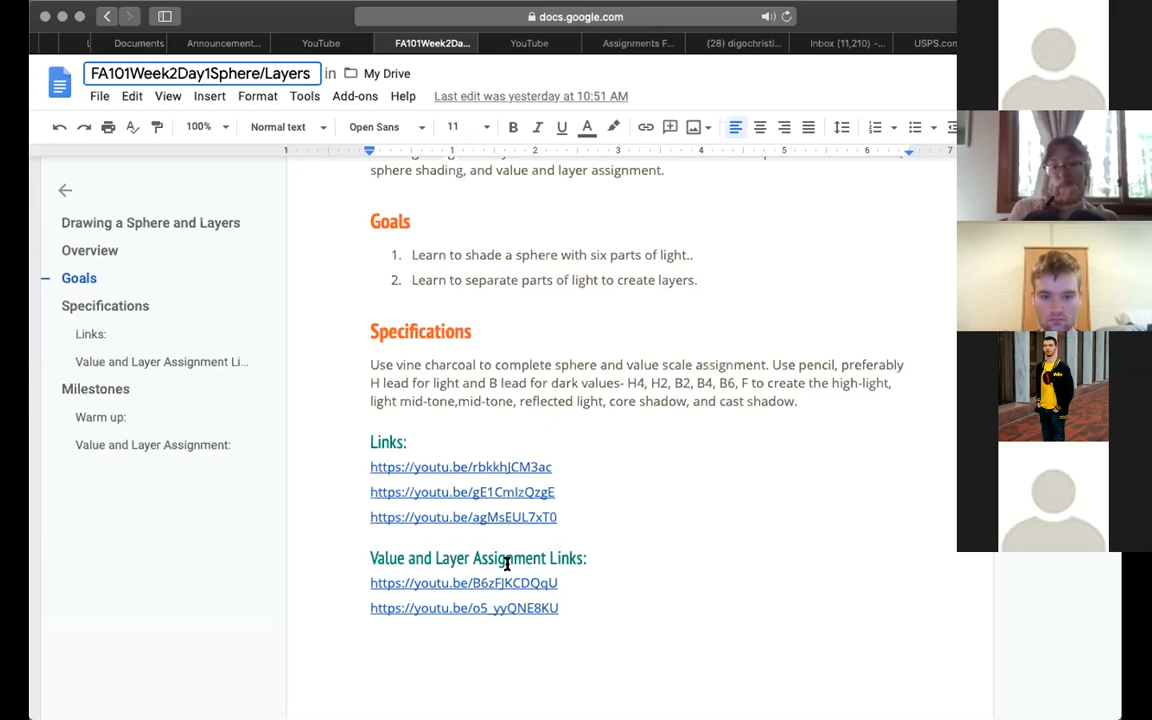 docs.google.com
Documents
Announcement...
YouTube
FA101Week2Da...
YouTube
Assignments F...
(28) digochristi...
Inbox (11,210) -...
USPS.com
FA101Week2Day1Sphere/Layers in My Drive
File Edit View Insert Format Tools Add-ons Help Last edit was yesterday at 10:51 AM
100% Normal text Open Sans 11 B I U A
1 1 2 3 4 5 6 7
sphere shading, and value and layer assignment.
Drawing a Sphere and Layers
Overview
Goals
Specifications
Links:
Value and Layer Assignment Li...
Milestones
Warm up:
Value and Layer Assignment:
Goals
1. Learn to shade a sphere with six parts of light..
2. Learn to separate parts of light to create layers.
Specifications
Use vine charcoal to complete sphere and value scale assignment. Use pencil, preferably
H lead for light and B lead for dark values- H4, H2, B2, B4, B6, F to create the high-light,
light mid-tone,mid-tone, reflected light, core shadow, and cast shadow.
Links:
https://youtu.be/rbkkhJCM3ac
https://youtu.be/gE1CmIzQzgE
https://youtu.be/agMsEUL7xT0
Value and Layer Assignment Links:
https://youtu.be/B6zFJKCDQqU
https://youtu.be/o5_yyQNE8KU